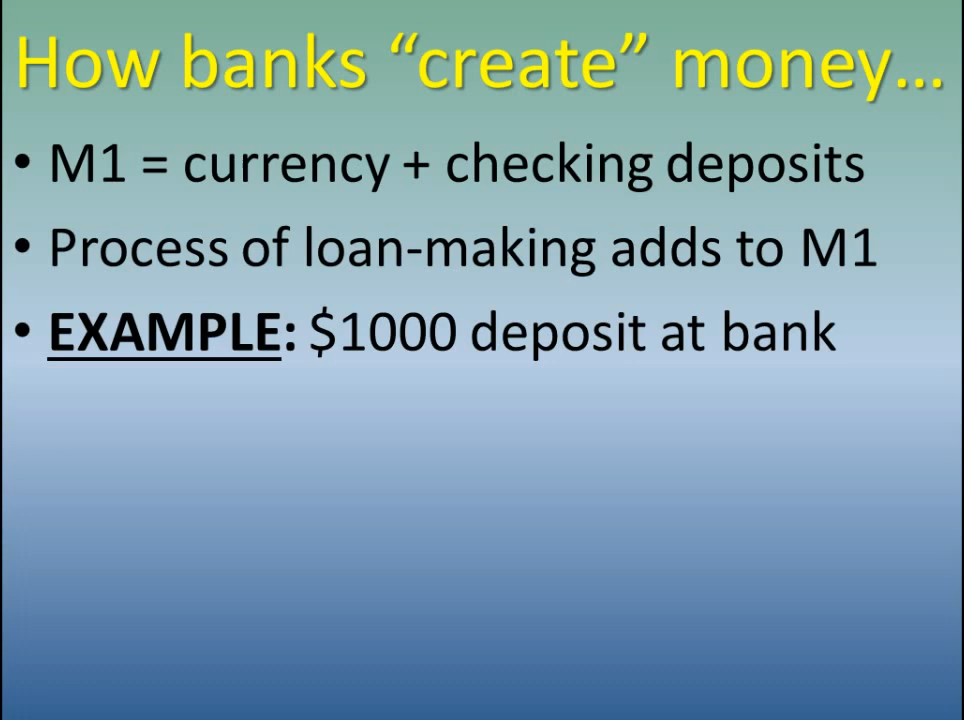 How banks “create” money…
• M1 = currency + checking deposits
• Process of loan-making adds to M1
• EXAMPLE: $1000 deposit at bank